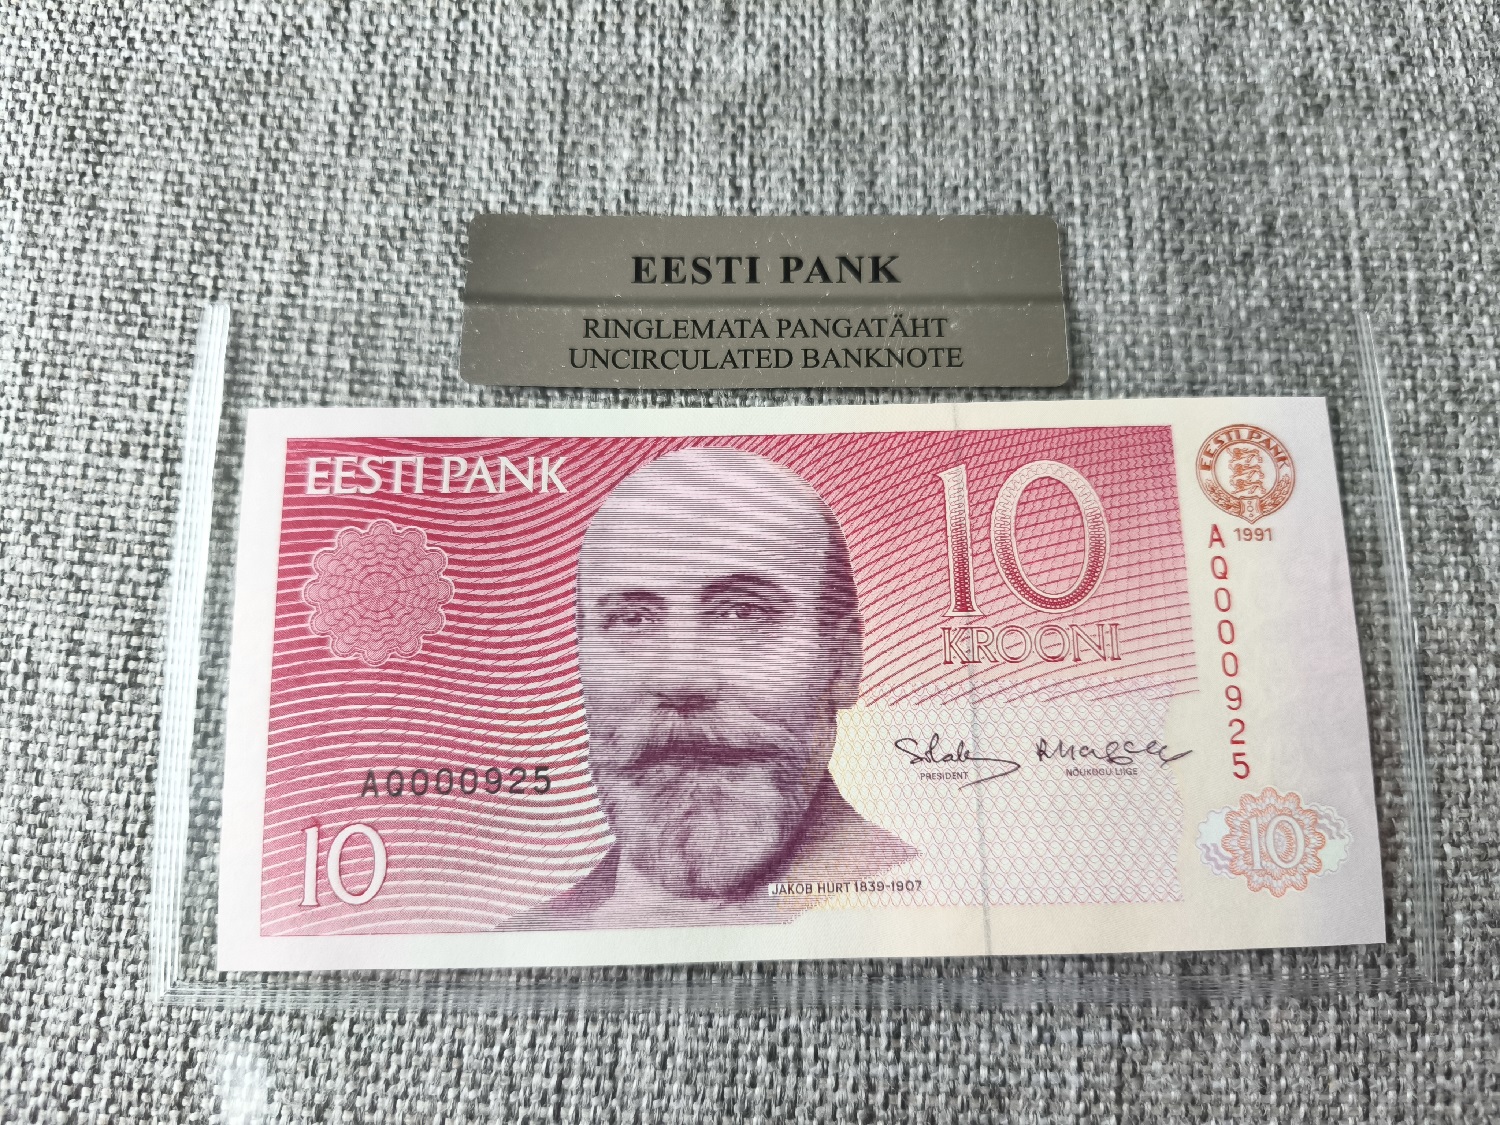 EESTI PANK
RINGLEMATA PANGATÄHT
UNCIRCULATED BANKNOTE
EESTI PANK
10
KROONI
EESTI PANK
1991
AQ000925
PRESIDENT
NÕUKOGU LIIGE
AQ000925
10
JAKOB HURT 1839-1907
10